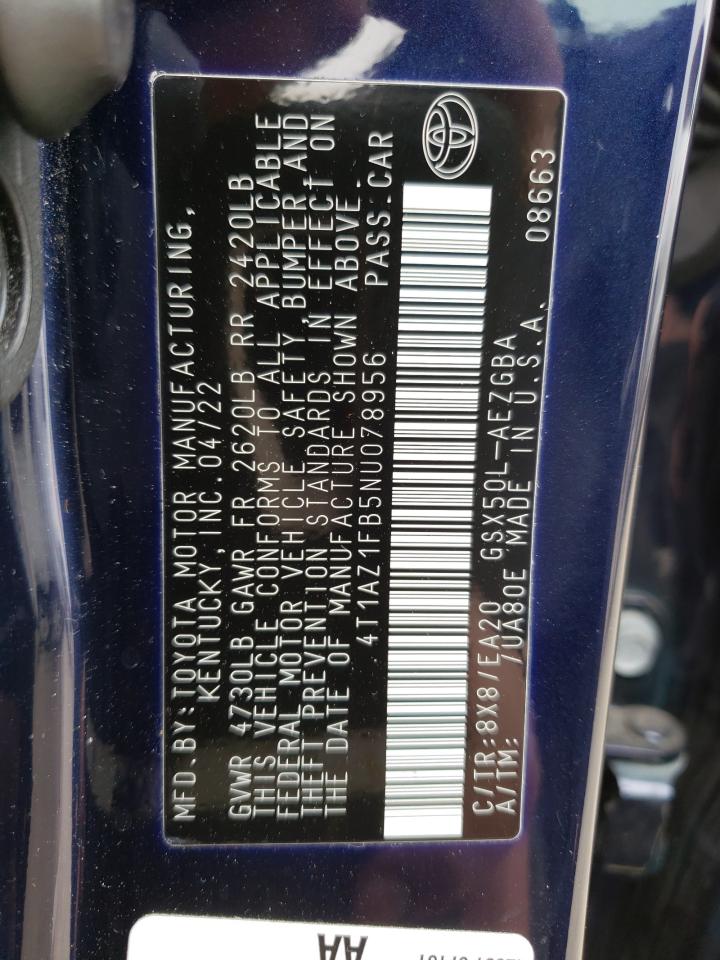 MFD.BY:TOYOTA MOTOR MANUFACTURING,
KENTUCKY, INC.04/22
GVWR 4730LB GAWR FR 2620LB RR 2420LB
THIS VEHICLE CONFORMS TO ALL APPLICABLE
FEDERAL MOTOR VEHICLE SAFETY, BUMPER AND
THEFT PREVENTION STANDARDS IN EFFECT ON
THE DATE OF MANUFACTURE SHOWN ABOVE.
4T1AZ1FB5NU078956 PASS.CAR
C/TR:8X8/EA20 GSX50L-AEZGBA
A/TM: /UA80E MADE IN U.S.A. 08663
AA